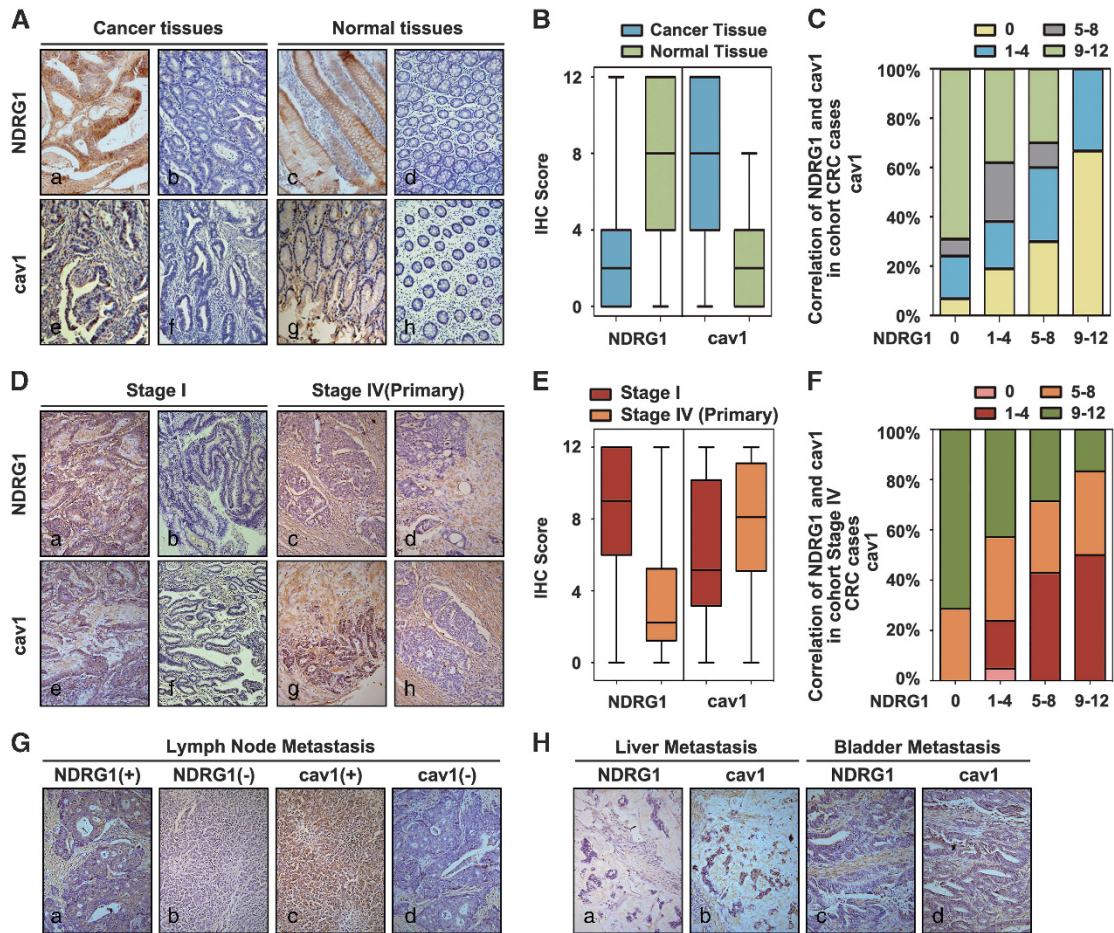 A
Cancer tissues
Normal tissues
NDRG1
cav1
a
b
c
d
e
f
g
h
B
Cancer Tissue
Normal Tissue
IHC Score
12
8
4
0
NDRG1
cav1
C
0
5-8
1-4
9-12
Correlation of NDRG1 and cav1
in cohort CRC cases
cav1
100%
80%
60%
40%
20%
0%
NDRG1 0 1-4 5-8 9-12
D
Stage I
Stage IV(Primary)
NDRG1
cav1
a
b
c
d
e
f
g
h
E
Stage I
Stage IV (Primary)
IHC Score
12
8
4
0
NDRG1
cav1
F
0
5-8
1-4
9-12
Correlation of NDRG1 and cav1
in cohort Stage IV
CRC cases
cav1
100%
80%
60%
40%
20%
0%
NDRG1 0 1-4 5-8 9-12
G
Lymph Node Metastasis
NDRG1(+)
NDRG1(-)
cav1(+)
cav1(-)
a
b
c
d
H
Liver Metastasis
Bladder Metastasis
NDRG1
cav1
NDRG1
cav1
a
b
c
d